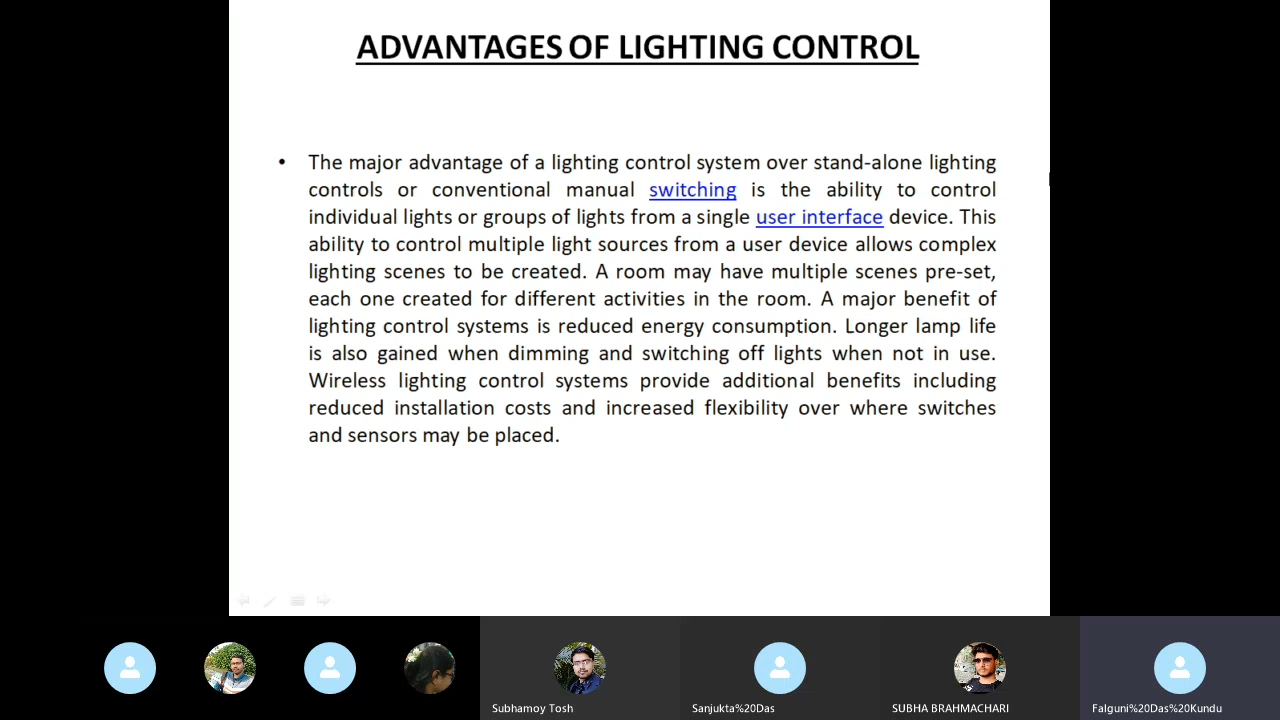 ADVANTAGES OF LIGHTING CONTROL
• The major advantage of a lighting control system over stand-alone lighting
controls or conventional manual switching is the ability to control
individual lights or groups of lights from a single user interface device. This
ability to control multiple light sources from a user device allows complex
lighting scenes to be created. A room may have multiple scenes pre-set,
each one created for different activities in the room. A major benefit of
lighting control systems is reduced energy consumption. Longer lamp life
is also gained when dimming and switching off lights when not in use.
Wireless lighting control systems provide additional benefits including
reduced installation costs and increased flexibility over where switches
and sensors may be placed.
Subhamoy Tosh
Sanjukta%20Das
SUBHA BRAHMACHARI
Falguni%20Das%20Kundu